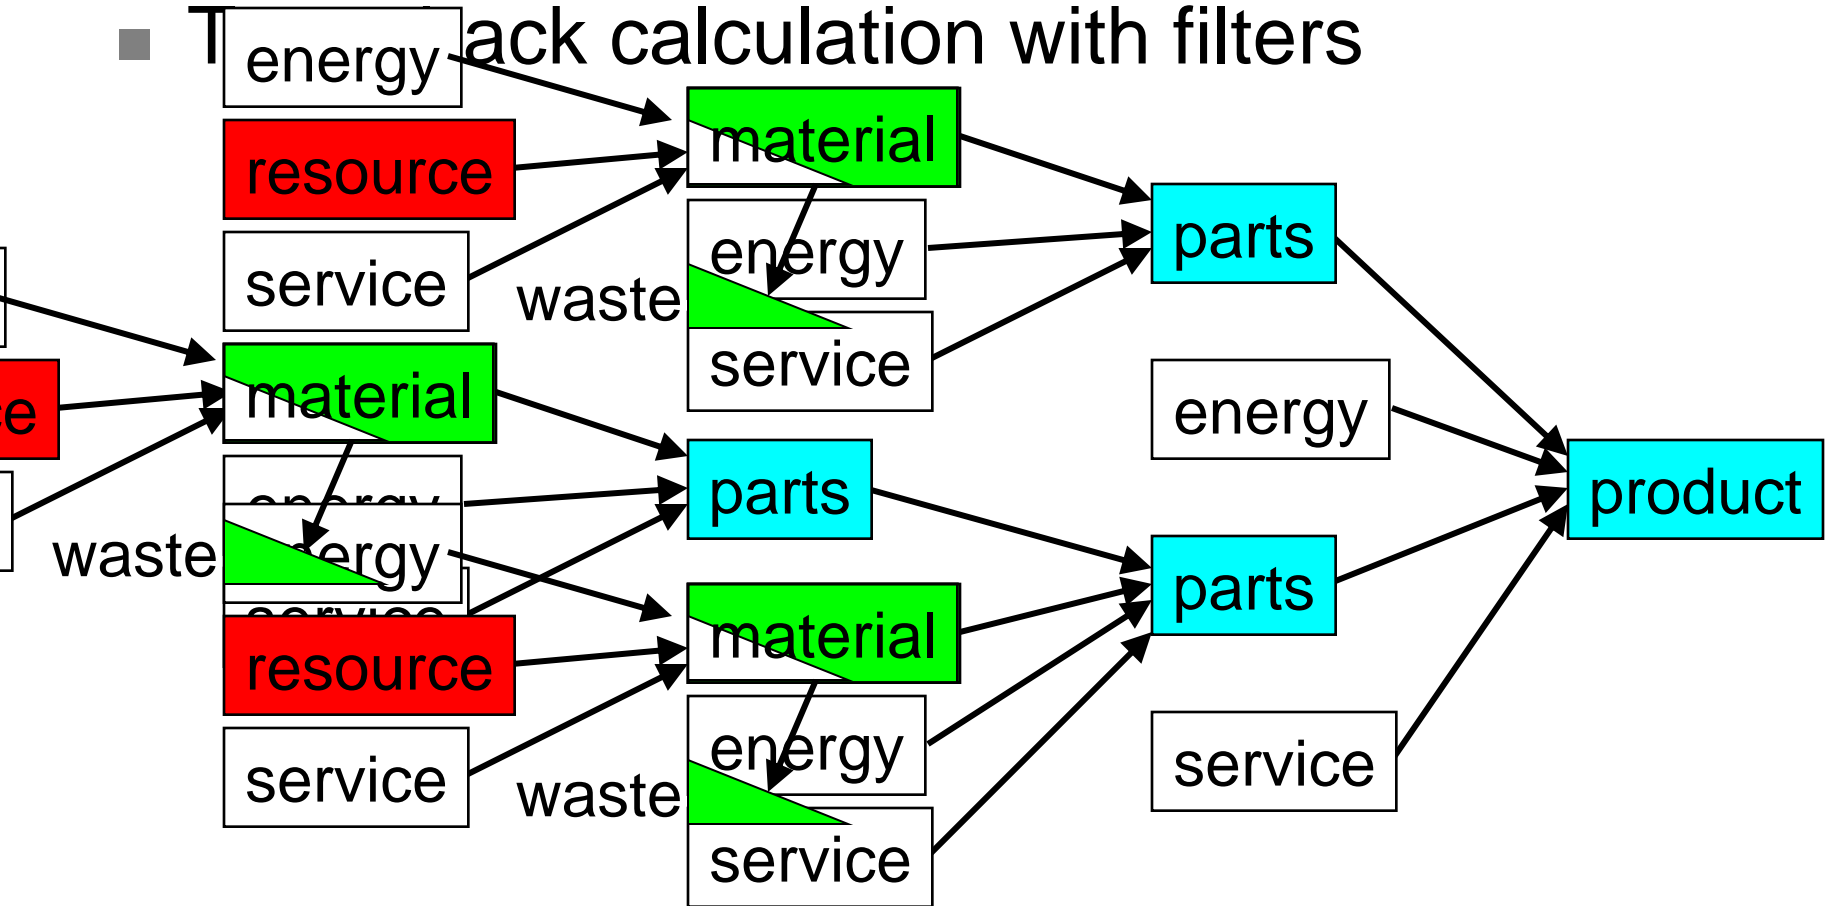 ack calculation with filters
energy
resource
service
material
energy
waste
service
parts
energy
material
energy
waste
parts
parts
product
resource
service
material
energy
waste
service
service